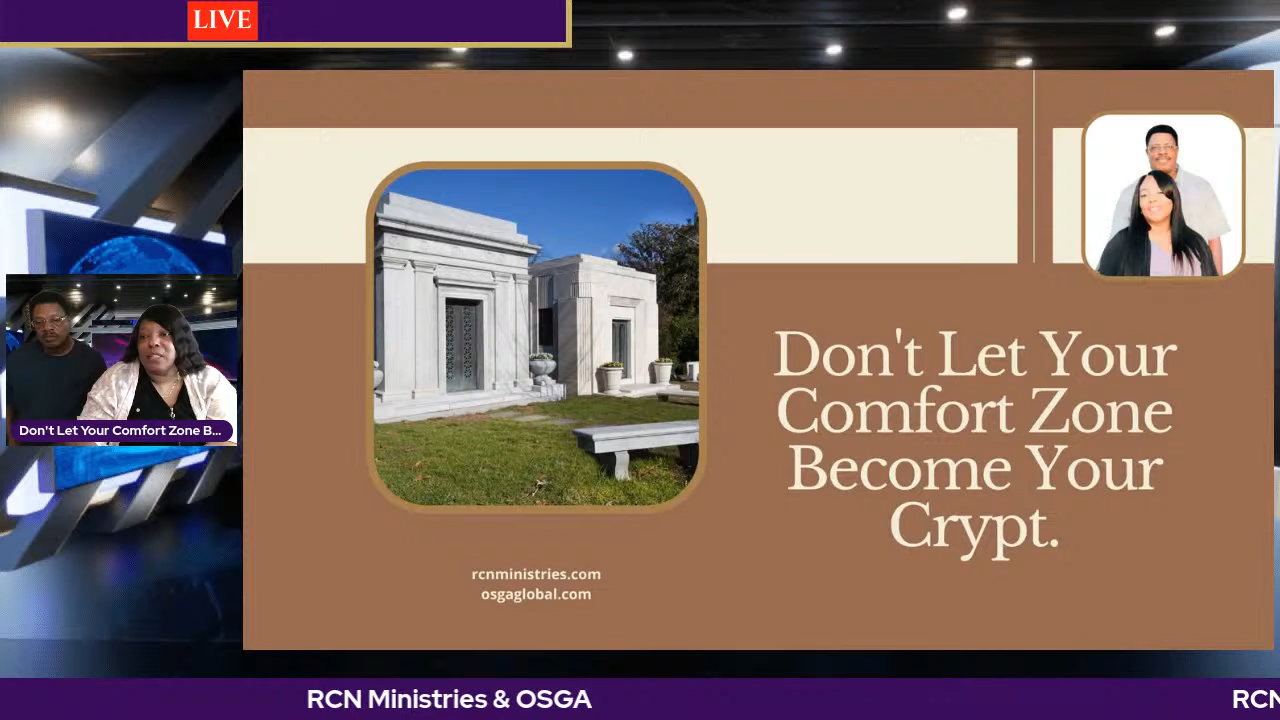 LIVE
Don't Let Your
Comfort Zone
Become Your
Crypt.
Don't Let Your Comfort Zone B...
rcnministries.com
osgaglobal.com
RCN Ministries & OSGA
RCN